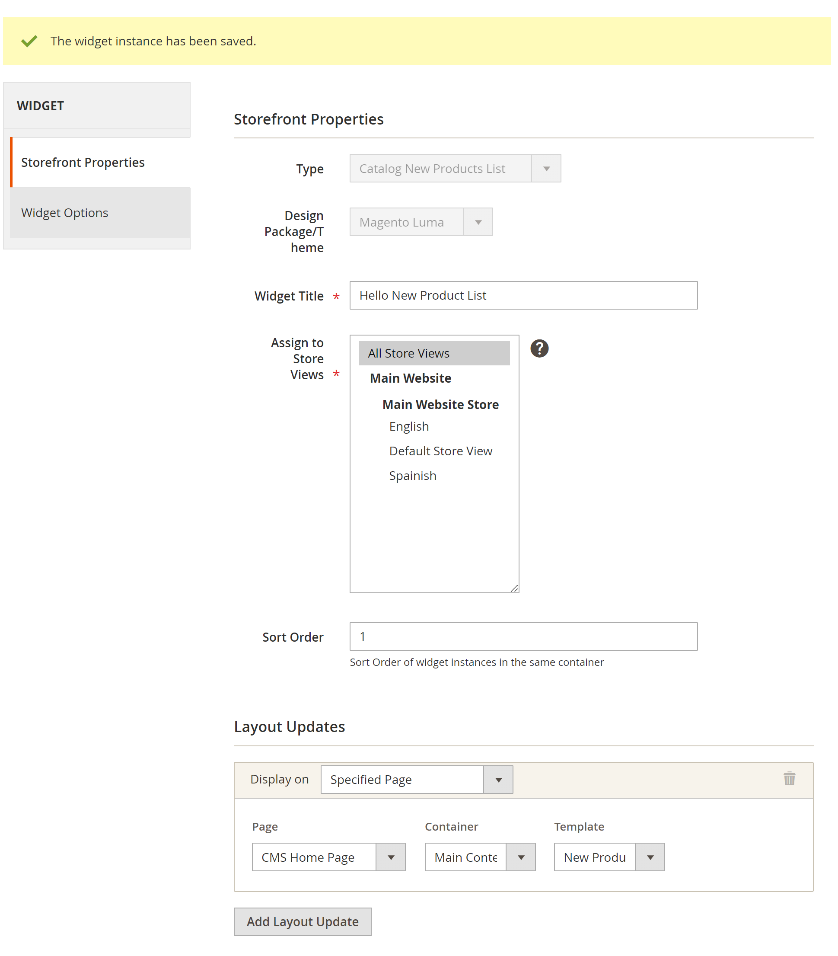 The widget instance has been saved.
WIDGET
Storefront Properties
Widget Options
Storefront Properties
Type
Catalog New Products List
Design
Package/T
heme
Magento Luma
Widget Title *
Hello New Product List
Assign to
Store
Views *
All Store Views
Main Website
Main Website Store
English
Default Store View
Spainish
?
Sort Order
1
Sort Order of widget instances in the same container
Layout Updates
Display on
Specified Page
Page
Container
Template
CMS Home Page
Main Conte
New Produ
Add Layout Update